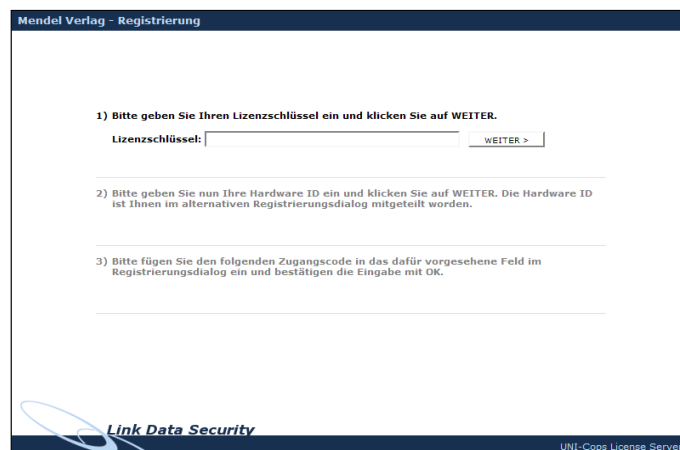 Mendel Verlag - Registrierung
1) Bitte geben Sie Ihren Lizenzschlüssel ein und klicken Sie auf WEITER.
Lizenzschlüssel: WEITER >
2) Bitte geben Sie nun Ihre Hardware ID ein und klicken Sie auf WEITER. Die Hardware ID
ist Ihnen im alternativen Registrierungsdialog mitgeteilt worden.
3) Bitte fügen Sie den folgenden Zugangscode in das dafür vorgesehene Feld im
Registrierungsdialog ein und bestätigen die Eingabe mit OK.
Link Data Security
UNI-Cops License Server